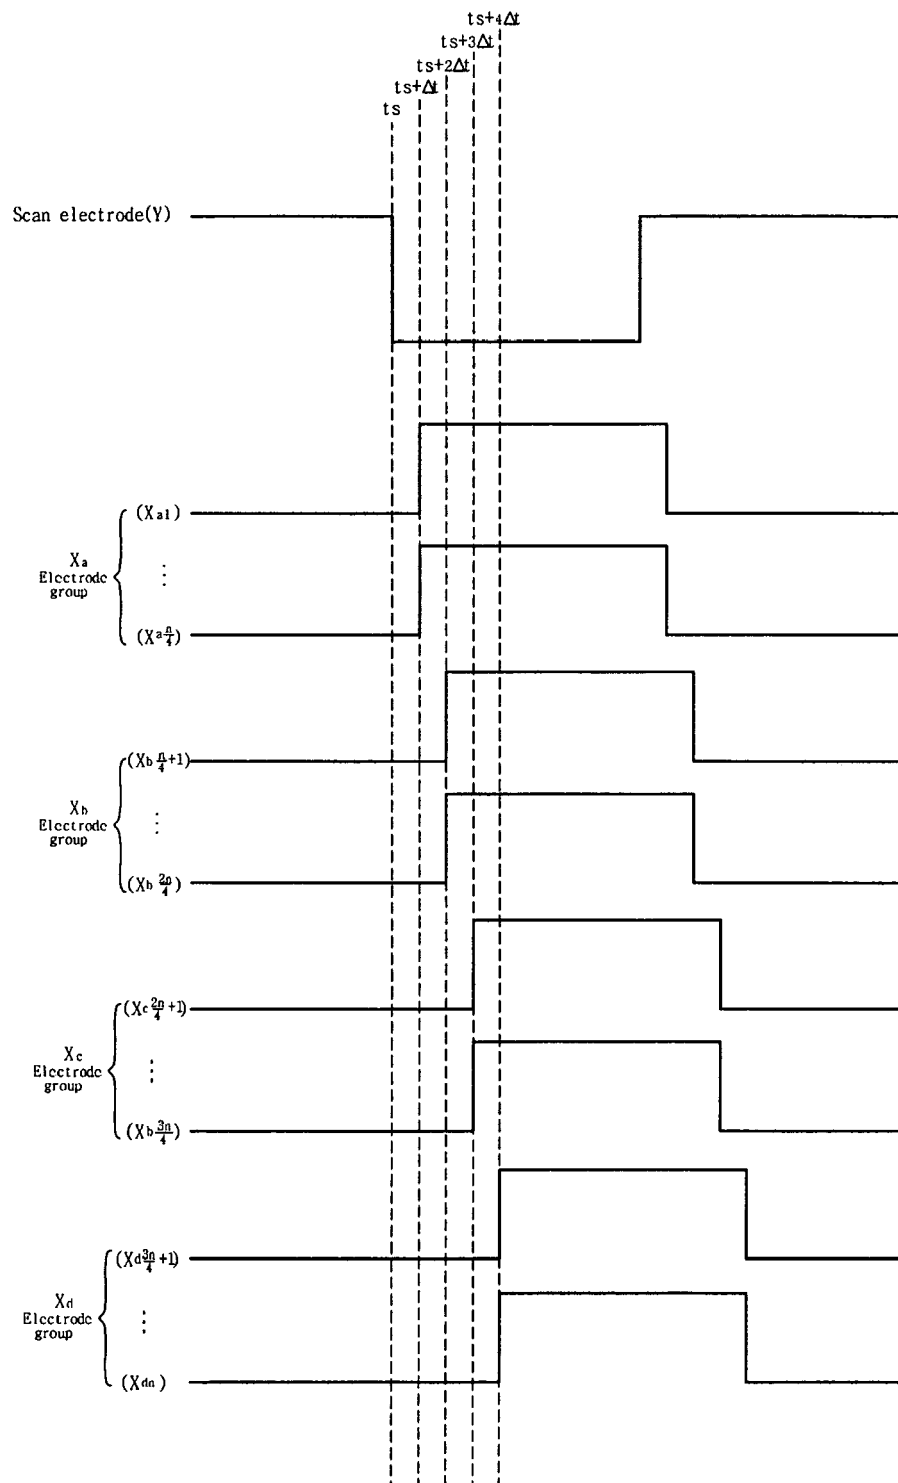 ts+4Δt
ts+3Δt
ts+2Δt
ts+Δt
ts
Scan electrode(Y)
(Xa1)
Xa
Electrode
group
⋮
(Xa n/4)
(Xb n/4+1)
Xb
Electrode
group
⋮
(Xb 2n/4)
(Xc 2n/4+1)
Xc
Electrode
group
⋮
(Xb 3n/4)
(Xd 3n/4+1)
Xd
Electrode
group
⋮
(Xdn)